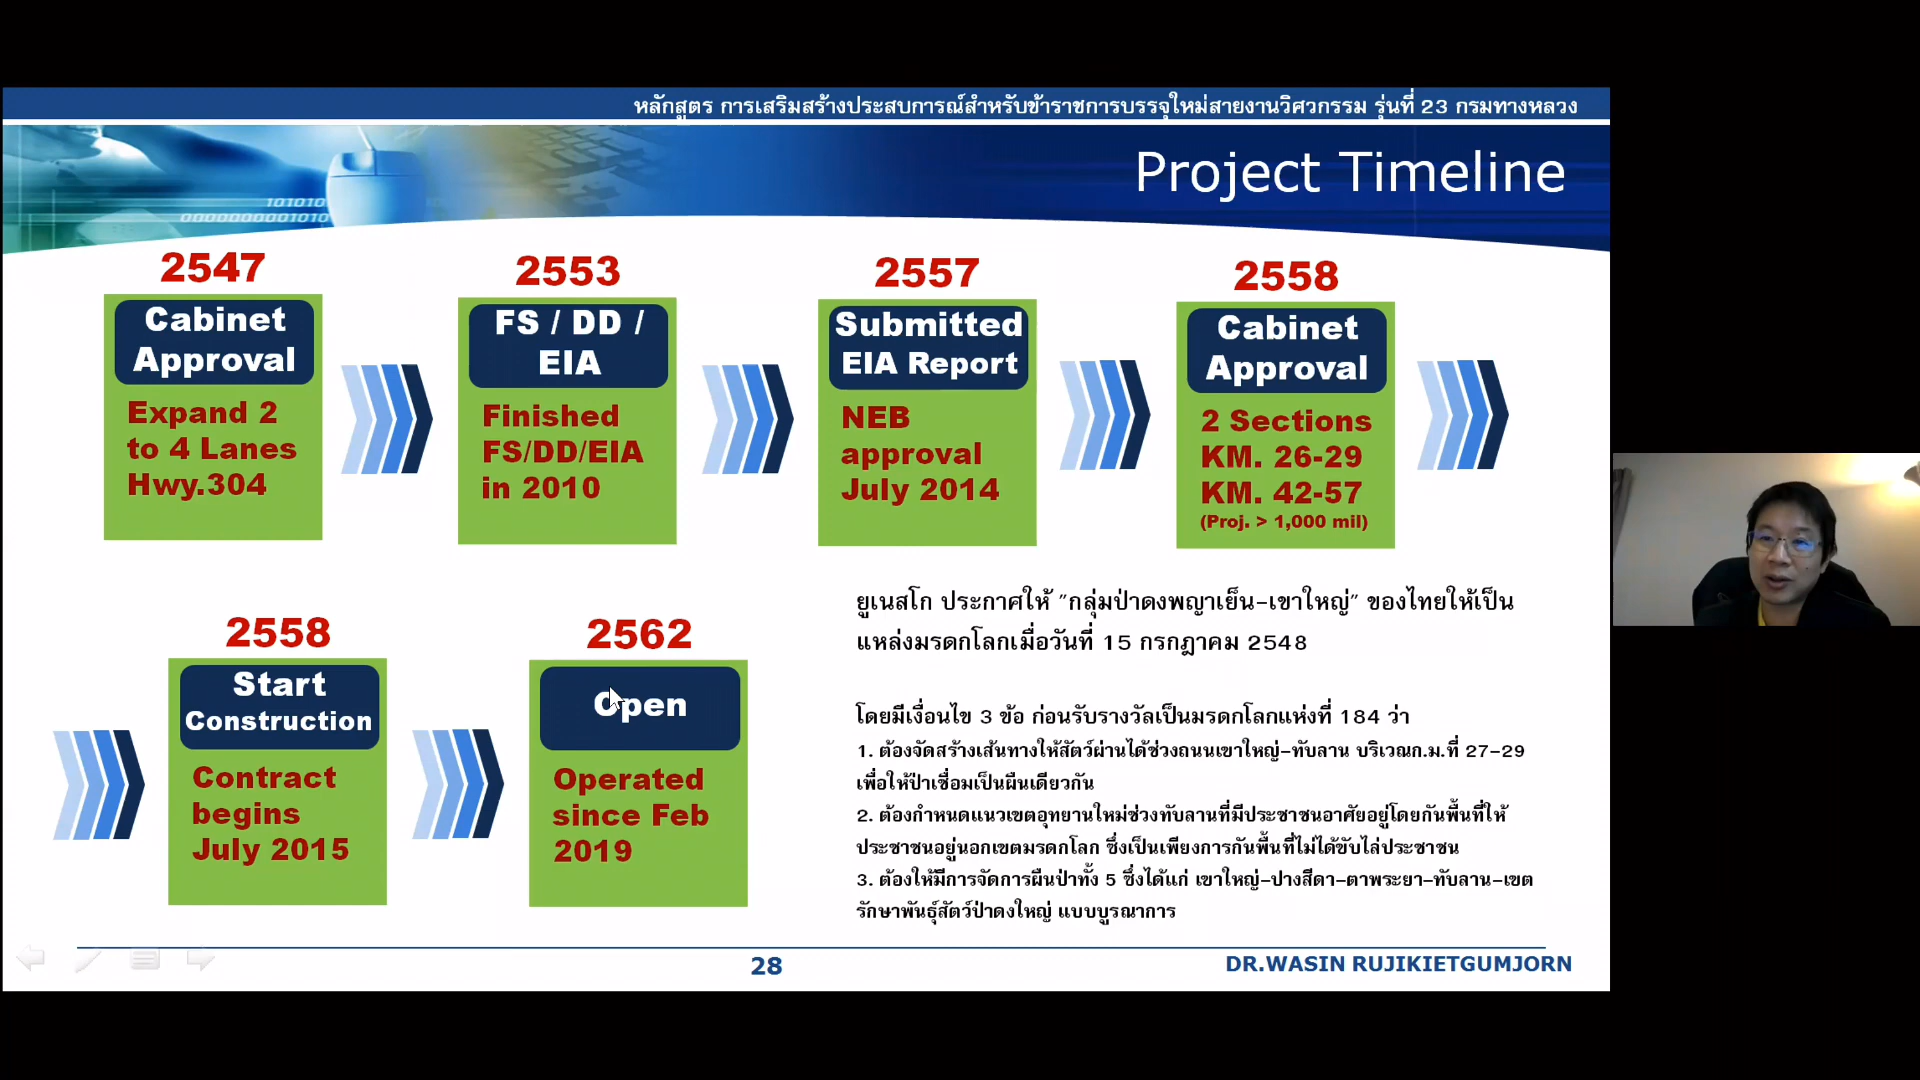 หลักสูตร การเสริมสร้างประสบการณ์สำหรับข้าราชการบรรจุใหม่สายงานวิศวกรรม รุ่นที่ 23 กรมทางหลวง
Project Timeline
101010
0000000001010
2547
Cabinet
Approval
Expand 2
to 4 Lanes
Hwy.304
2553
FS / DD /
EIA
Finished
FS/DD/EIA
in 2010
2557
Submitted
EIA Report
NEB
approval
July 2014
2558
Cabinet
Approval
2 Sections
KM. 26-29
KM. 42-57
(Proj. > 1,000 mil)
2558
Start
Construction
Contract
begins
July 2015
2562
Open
Operated
since Feb
2019
ยูเนสโก ประกาศให้ "กลุ่มป่าดงพญาเย็น-เขาใหญ่" ของไทยให้เป็น
แหล่งมรดกโลกเมื่อวันที่ 15 กรกฎาคม 2548
โดยมีเงื่อนไข 3 ข้อ ก่อนรับรางวัลเป็นมรดกโลกแห่งที่ 184 ว่า
1. ต้องจัดสร้างเส้นทางให้สัตว์ผ่านได้ช่วงถนนเขาใหญ่-ทับลาน บริเวณก.ม.ที่ 27-29
เพื่อให้ป่าเชื่อมเป็นผืนเดียวกัน
2. ต้องกำหนดแนวเขตอุทยานใหม่ช่วงทับลานที่มีประชาชนอาศัยอยู่โดยกันพื้นที่ให้
ประชาชนอยู่นอกเขตมรดกโลก ซึ่งเป็นเพียงการกันพื้นที่ไม่ได้ขับไล่ประชาชน
3. ต้องให้มีการจัดการผืนป่าทั้ง 5 ซึ่งได้แก่ เขาใหญ่-ปางสีดา-ตาพระยา-ทับลาน-เขต
รักษาพันธุ์สัตว์ป่าดงใหญ่ แบบบูรณาการ
28
DR.WASIN RUJIKIETGUMJORN